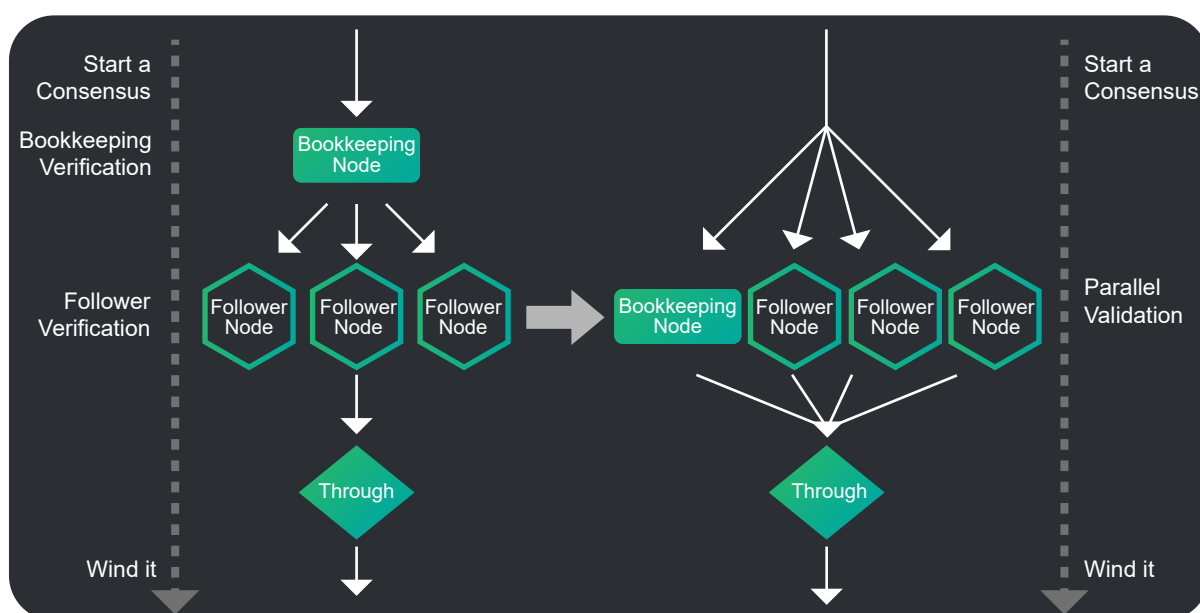 Start a
Consensus
Bookkeeping
Verification
Follower
Verification
Wind it
Bookkeeping
Node
Follower
Node
Follower
Node
Follower
Node
Through
Bookkeeping
Node
Follower
Node
Follower
Node
Follower
Node
Through
Start a
Consensus
Parallel
Validation
Wind it